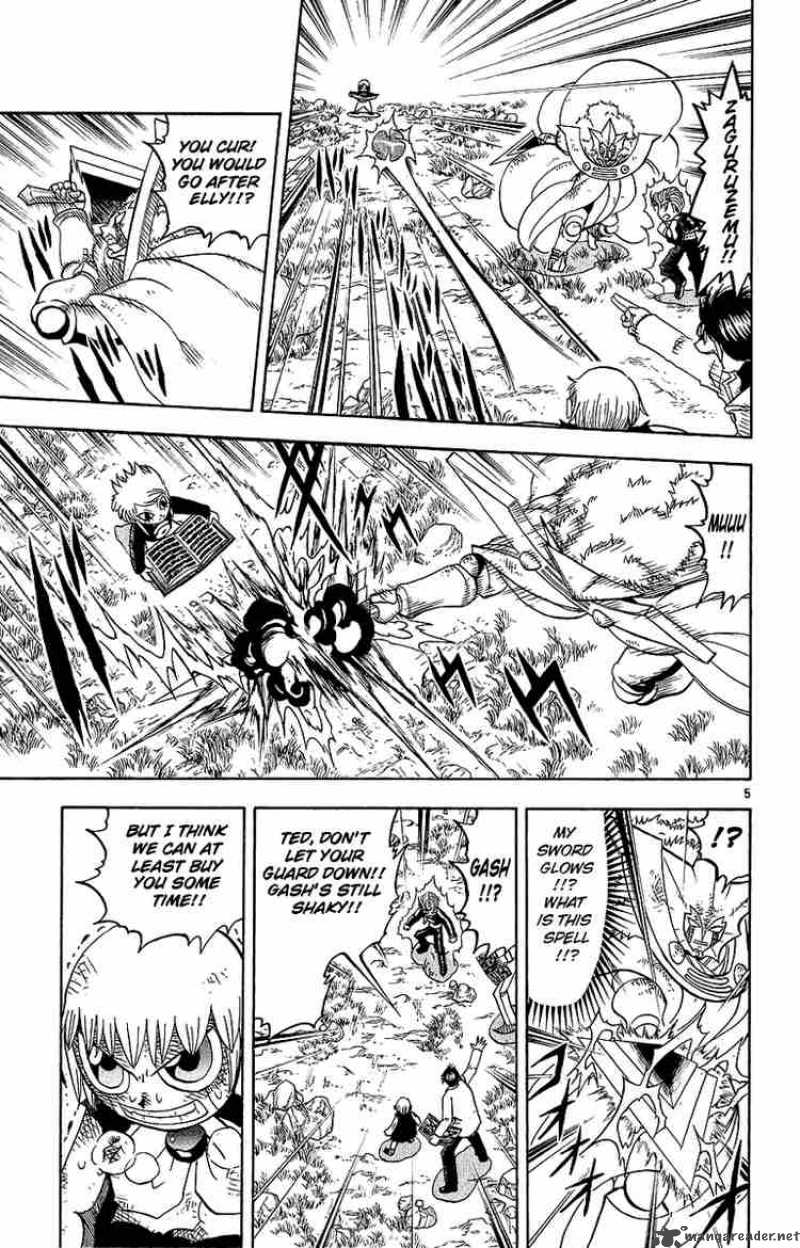 ZAGURUZEMU!!
YOU CUR!
YOU WOULD
GO AFTER
ELLY!!?
MUUU
!!
5
!?
MY
SWORD
GLOWS
!!?
WHAT
IS THIS
SPELL
!!?
GASH
!!?
TED, DON'T
LET YOUR
GUARD DOWN!!
GASH'S STILL
SHAKY!!
BUT I THINK
WE CAN AT
LEAST BUY
YOU SOME
TIME!!
mangareader.net